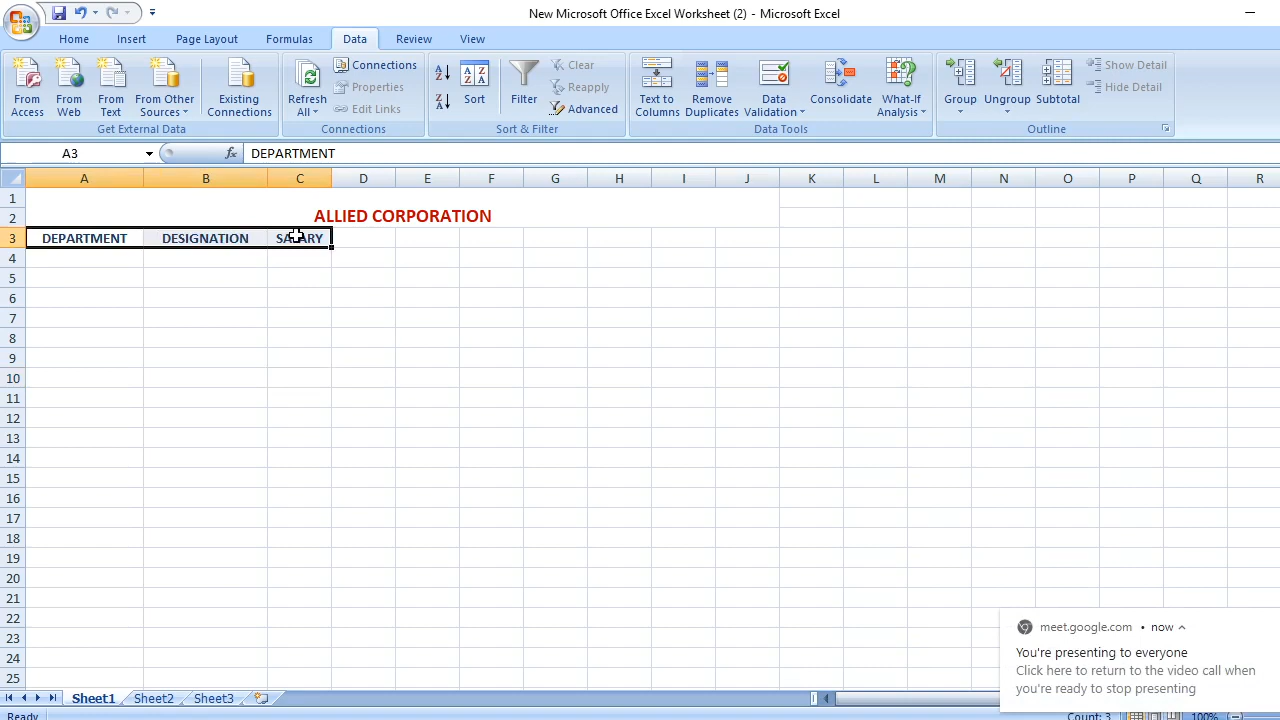 New Microsoft Office Excel Worksheet (2) - Microsoft Excel
Home Insert Page Layout Formulas Data Review View
From Access
From Web
From Text
From Other Sources
Existing Connections
Get External Data
Refresh All
Connections
Properties
Edit Links
Connections
Sort
Filter
Clear
Reapply
Advanced
Sort & Filter
Text to Columns
Remove Duplicates
Data Validation
Consolidate
What-If Analysis
Data Tools
Group
Ungroup
Subtotal
Show Detail
Hide Detail
Outline
A3 fx DEPARTMENT
A B C D E F G H I J K L M N O P Q R
1
2 ALLIED CORPORATION
3 DEPARTMENT DESIGNATION SALARY
4
5
6
7
8
9
10
11
12
13
14
15
16
17
18
19
20
21
22
23
24
25
meet.google.com • now
You're presenting to everyone
Click here to return to the video call when
you're ready to stop presenting
Sheet1 Sheet2 Sheet3
Ready Count: 3 100%